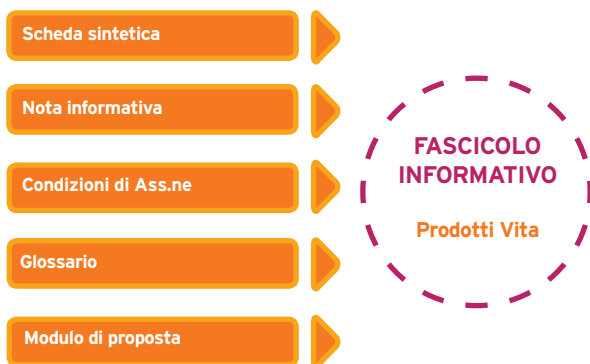 Scheda sintetica
Nota informativa
Condizioni di Ass.ne
Glossario
Modulo di proposta
FASCICOLO
INFORMATIVO
Prodotti Vita